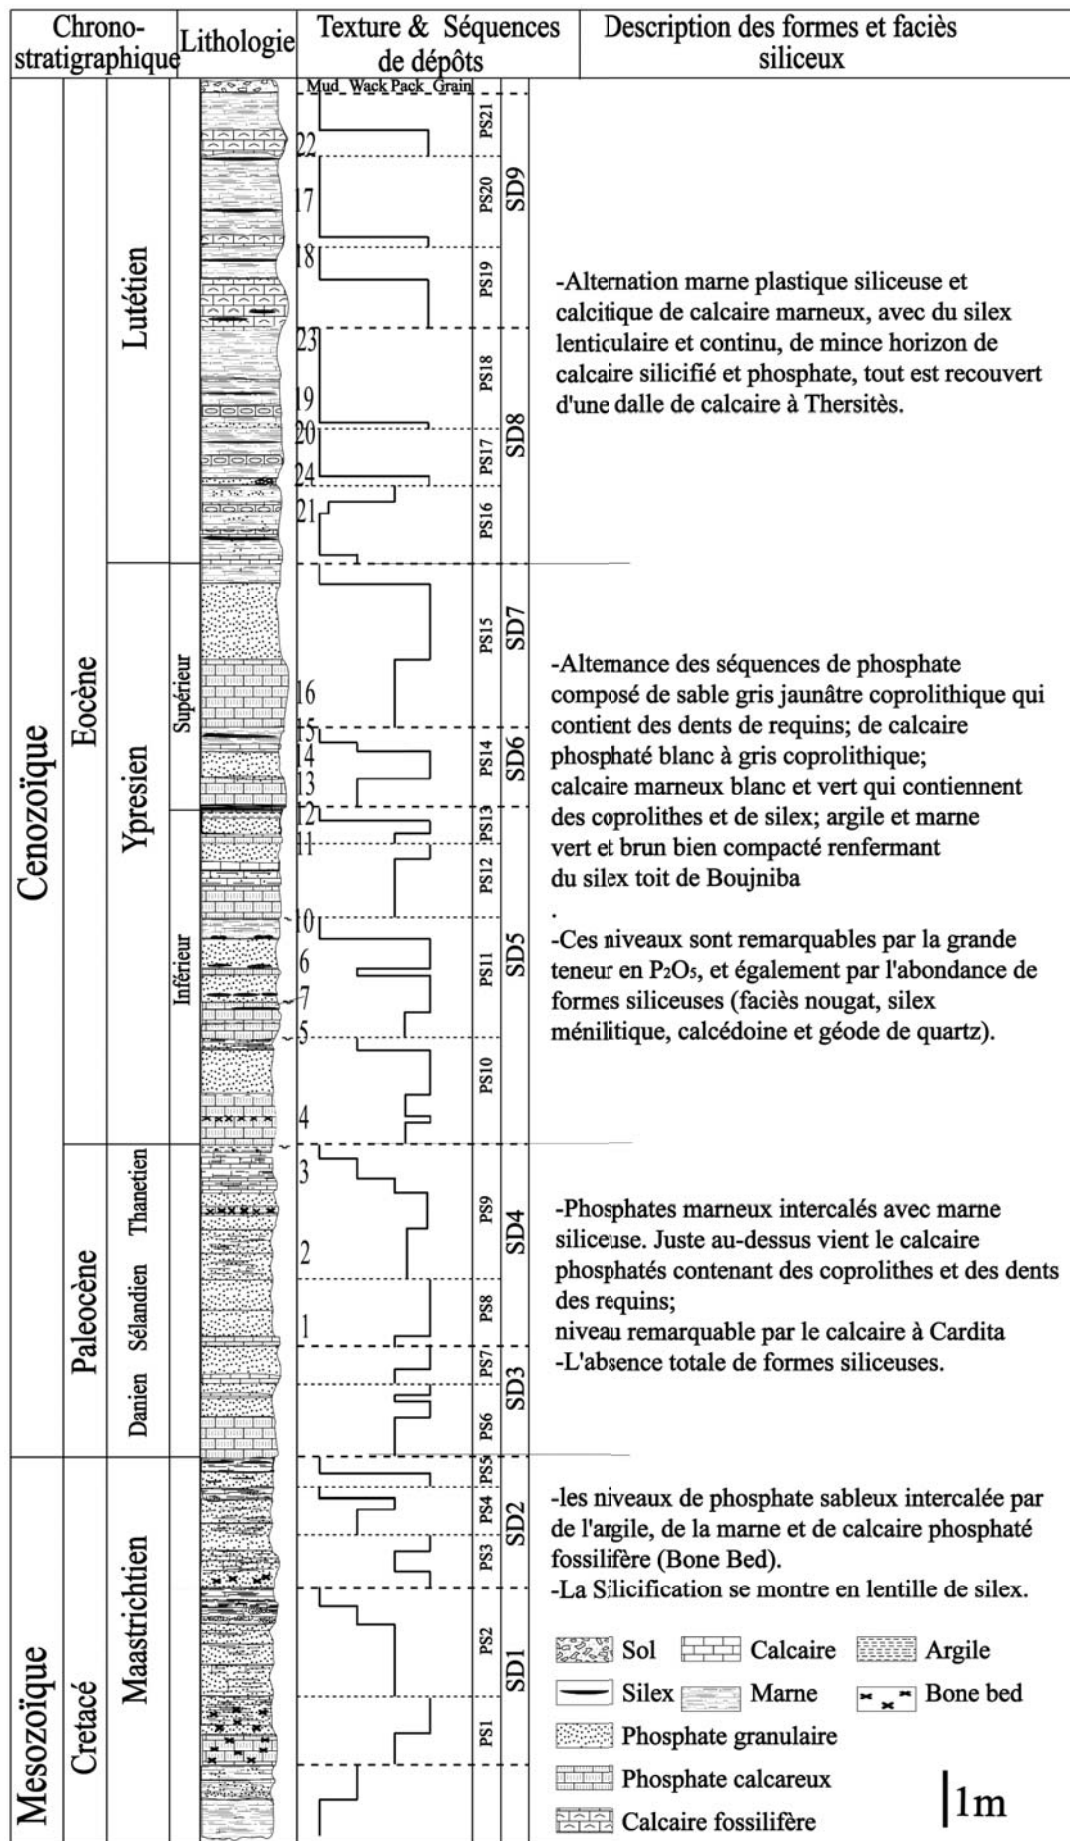 Chrono-
stratigraphique
Lithologie
Texture & Séquences
de dépôts
Description des formes et faciès
siliceux
Mud Wack Pack Grain
Cenozoïque
Mesozoïque
Eocène
Paleocène
Cretacé
Lutétien
Ypresien
Supérieur
Inférieur
Thanetien
Sélandien
Danien
Maastrichtien
22
17
18
23
19
20
24
21
16
15
14
13
12
11
10
6
7
5
4
3
2
1
PS21
PS20
PS19
PS18
PS17
PS16
PS15
PS14
PS13
PS12
PS11
PS10
PS9
PS8
PS7
PS6
PS5
PS4
PS3
PS2
PS1
SD9
SD8
SD7
SD6
SD5
SD4
SD3
SD2
SD1
-Alternation marne plastique siliceuse et
calcitique de calcaire marneux, avec du silex
lenticulaire et continu, de mince horizon de
calcaire silicifié et phosphate, tout est recouvert
d'une dalle de calcaire à Thersitès.
-Alternance des séquences de phosphate
composé de sable gris jaunâtre coprolithique qui
contient des dents de requins; de calcaire
phosphaté blanc à gris coprolithique;
calcaire marneux blanc et vert qui contiennent
des coprolithes et de silex; argile et marne
vert et brun bien compacté renfermant
du silex toit de Boujniba
.
-Ces niveaux sont remarquables par la grande
teneur en P₂O₅, et également par l'abondance de
formes siliceuses (faciès nougat, silex
ménilitique, calcédoine et géode de quartz).
-Phosphates marneux intercalés avec marne
siliceuse. Juste au-dessus vient le calcaire
phosphatés contenant des coprolithes et des dents
des requins;
niveau remarquable par le calcaire à Cardita
-L'absence totale de formes siliceuses.
-les niveaux de phosphate sableux intercalée par
de l'argile, de la marne et de calcaire phosphaté
fossilifère (Bone Bed).
-La Silicification se montre en lentille de silex.
Sol Calcaire Argile
Silex Marne Bone bed
Phosphate granulaire
Phosphate calcareux
Calcaire fossilifère
1m